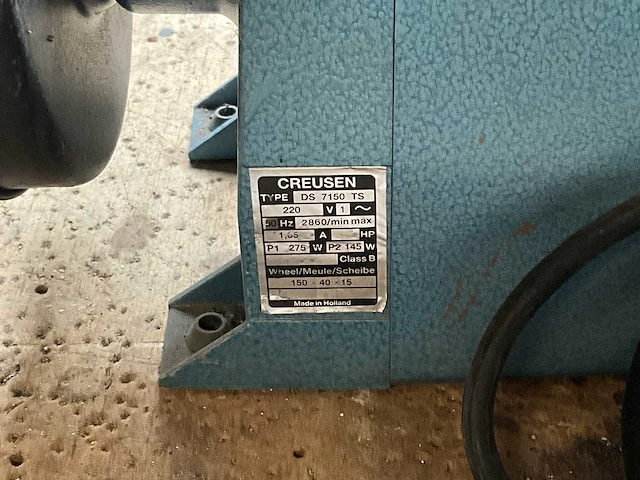 CREUSEN
TYPE DS 7150 TS
220 V 1 ~
50 Hz 2860/min max
A HP
P1 275 W P2 145 W
Class B
Wheel/Meule/Scheibe
150 × 40 × 15
Made in Holland